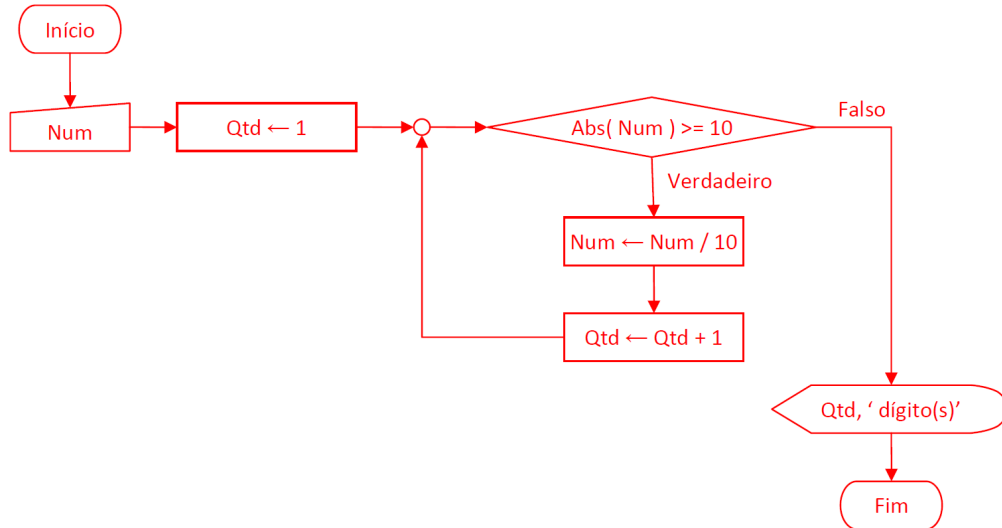 Início
Num
Qtd ← 1
Abs( Num ) >= 10
Falso
Verdadeiro
Num ← Num / 10
Qtd ← Qtd + 1
Qtd, ‘ dígito(s)’
Fim